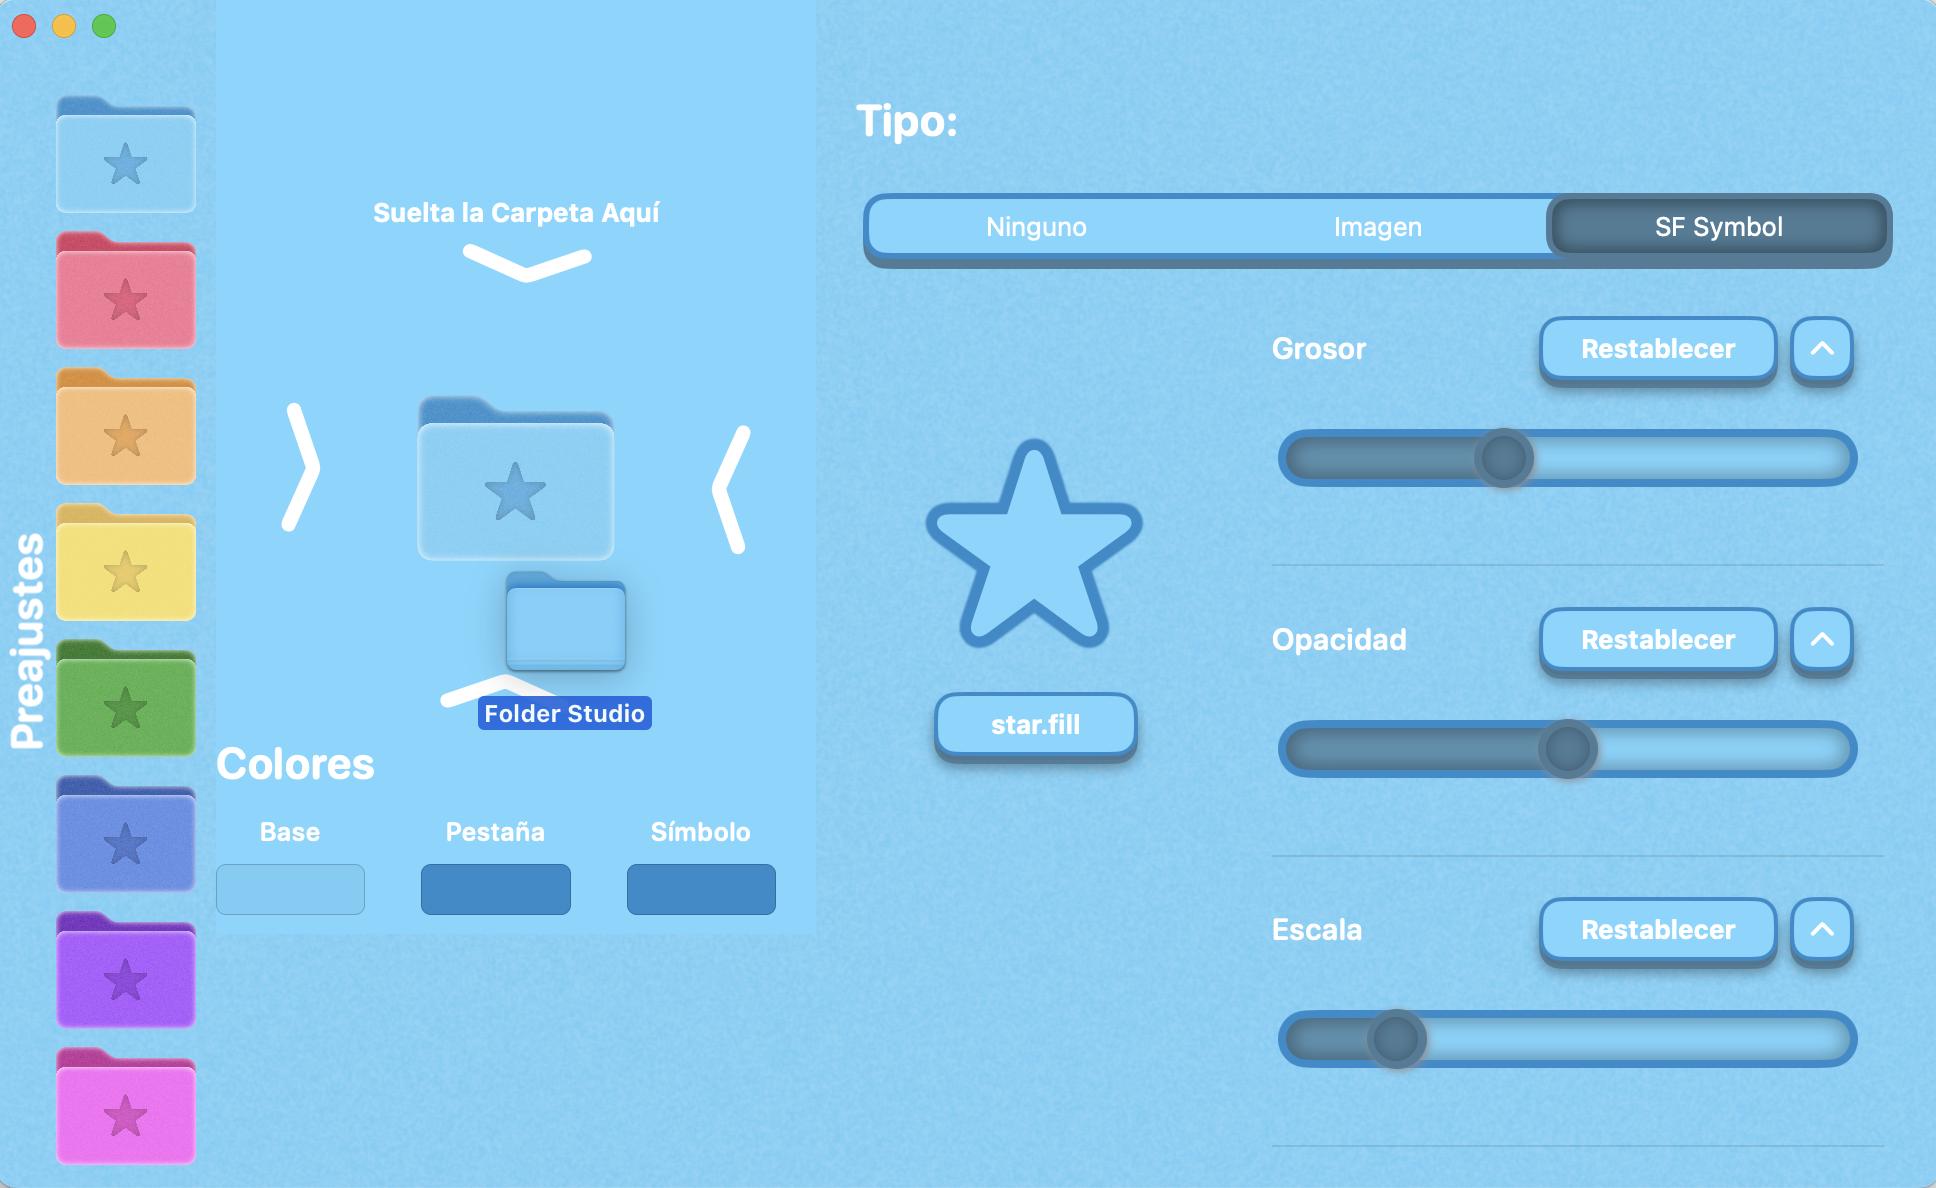 Preajustes
Suelta la Carpeta Aquí
Folder Studio
Colores
Base
Pestaña
Símbolo
Tipo:
Ninguno
Imagen
SF Symbol
star.fill
Grosor
Restablecer
Opacidad
Restablecer
Escala
Restablecer